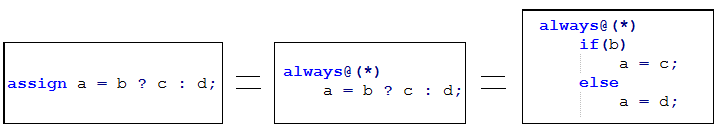 assign a = b ? c : d;
always@(*)
a = b ? c : d;
always@(*)
if(b)
a = c;
else
a = d;